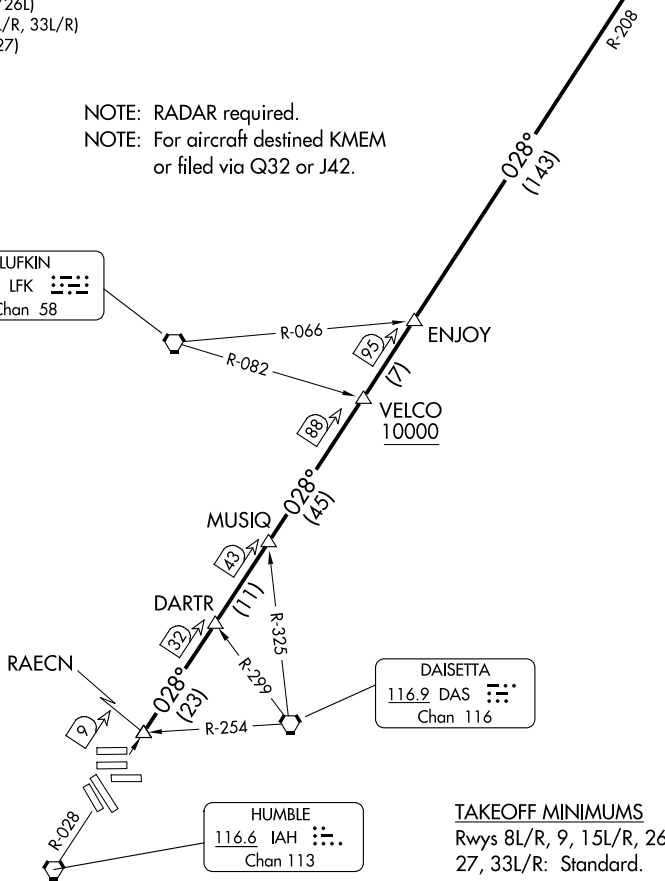 26L)
L/R, 33L/R)
27)
R-208
NOTE: RADAR required.
NOTE: For aircraft destined KMEM
or filed via Q32 or J42.
028°
(143)
LUFKIN
LFK
Chan 58
R-066
R-082
ENJOY
95
(7)
VELCO
10000
88
028°
(45)
MUSIQ
43
(11)
DARTR
32
R-325
R-299
RAECN
028°
(23)
9
R-254
DAISETTA
116.9 DAS
Chan 116
R-028
HUMBLE
116.6 IAH
Chan 113
TAKEOFF MINIMUMS
Rwys 8L/R, 9, 15L/R, 26
27, 33L/R: Standard.